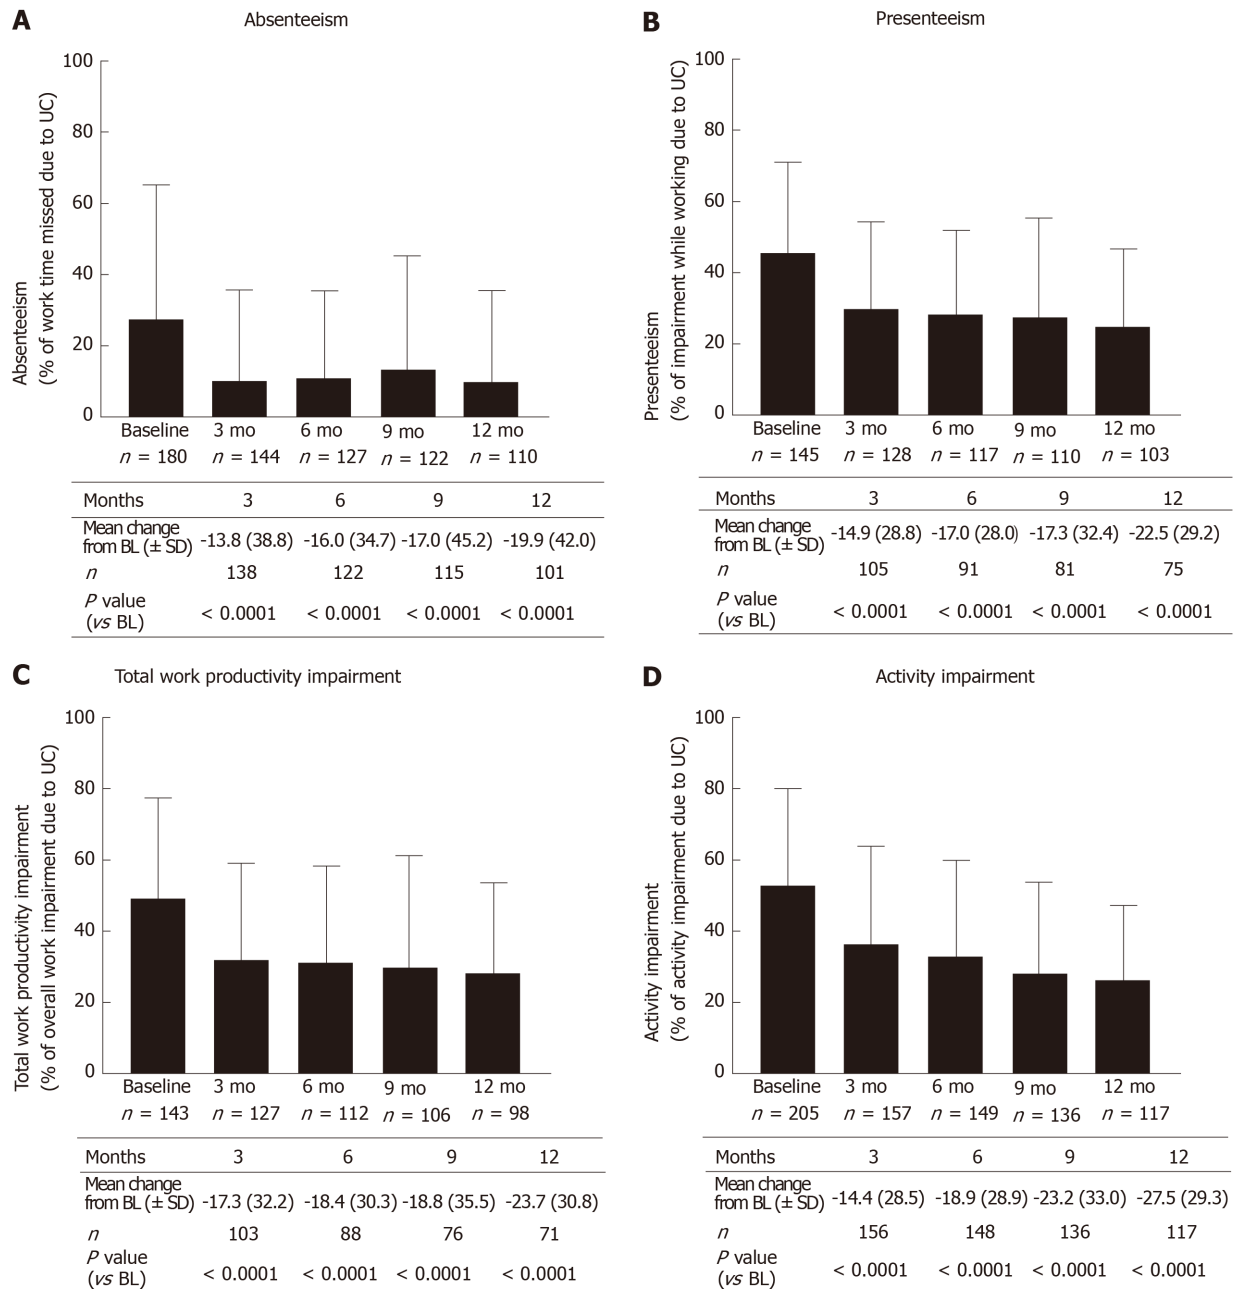 A Absenteeism
Absenteeism
(% of work time missed due to UC)
100
80
60
40
20
0
Baseline 3 mo 6 mo 9 mo 12 mo
n = 180 n = 144 n = 127 n = 122 n = 110
Months 3 6 9 12
Mean change
from BL (± SD) -13.8 (38.8) -16.0 (34.7) -17.0 (45.2) -19.9 (42.0)
n 138 122 115 101
P value
(vs BL) < 0.0001 < 0.0001 < 0.0001 < 0.0001
B Presenteeism
Presenteeism
(% of impairment while working due to UC)
100
80
60
40
20
0
Baseline 3 mo 6 mo 9 mo 12 mo
n = 145 n = 128 n = 117 n = 110 n = 103
Months 3 6 9 12
Mean change
from BL (± SD) -14.9 (28.8) -17.0 (28.0) -17.3 (32.4) -22.5 (29.2)
n 105 91 81 75
P value
(vs BL) < 0.0001 < 0.0001 < 0.0001 < 0.0001
C Total work productivity impairment
Total work productivity impairment
(% of overall work impairment due to UC)
100
80
60
40
20
0
Baseline 3 mo 6 mo 9 mo 12 mo
n = 143 n = 127 n = 112 n = 106 n = 98
Months 3 6 9 12
Mean change
from BL (± SD) -17.3 (32.2) -18.4 (30.3) -18.8 (35.5) -23.7 (30.8)
n 103 88 76 71
P value
(vs BL) < 0.0001 < 0.0001 < 0.0001 < 0.0001
D Activity impairment
Activity impairment
(% of activity impairment due to UC)
100
80
60
40
20
0
Baseline 3 mo 6 mo 9 mo 12 mo
n = 205 n = 157 n = 149 n = 136 n = 117
Months 3 6 9 12
Mean change
from BL (± SD) -14.4 (28.5) -18.9 (28.9) -23.2 (33.0) -27.5 (29.3)
n 156 148 136 117
P value
(vs BL) < 0.0001 < 0.0001 < 0.0001 < 0.0001